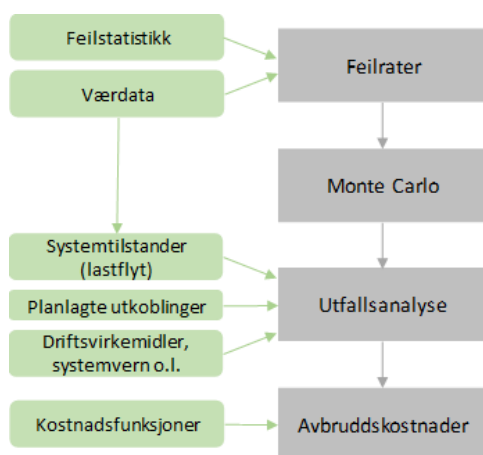 Feilstatistikk
Feilrater
Værdata
Monte Carlo
Systemtilstander
(lastflyt)
Planlagte utkoblinger
Utfallsanalyse
Driftsvirkemidler,
systemvern o.l.
Kostnadsfunksjoner
Avbruddskostnader